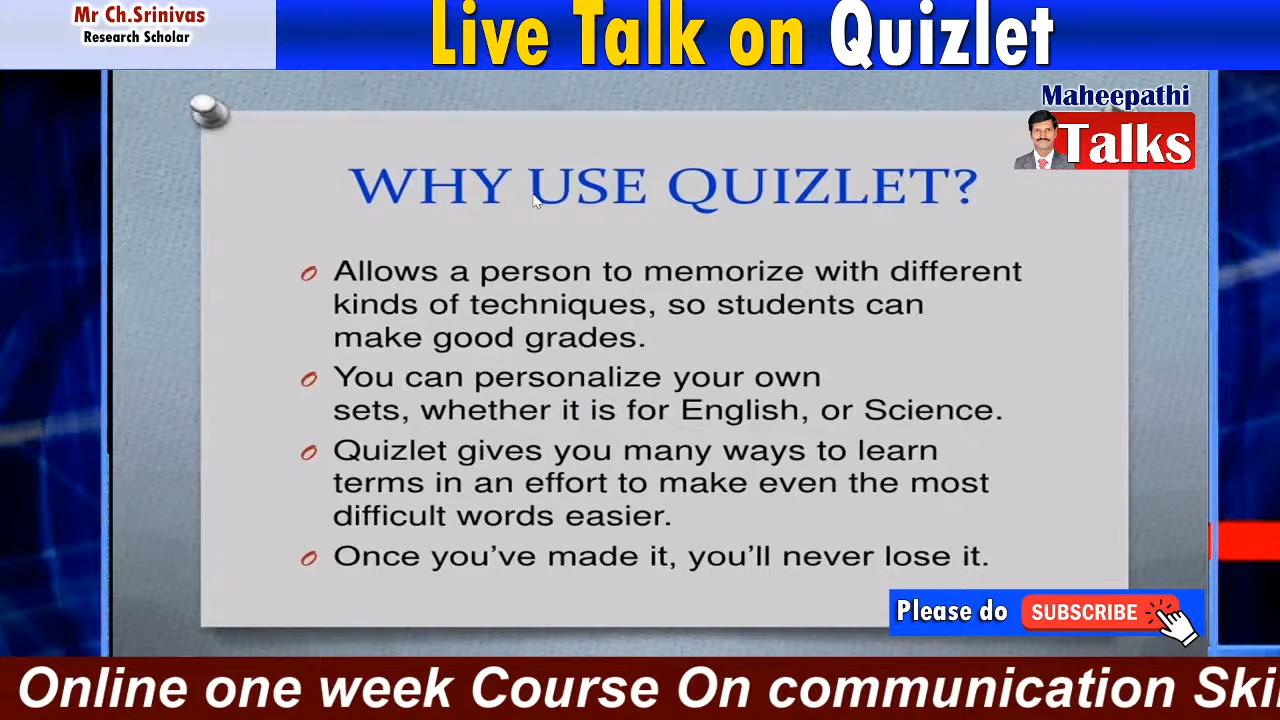 Mr Ch.Srinivas
Research Scholar
Live Talk on Quizlet
Maheepathi
Talks
WHY USE QUIZLET?
Allows a person to memorize with different
kinds of techniques, so students can
make good grades.
You can personalize your own
sets, whether it is for English, or Science.
Quizlet gives you many ways to learn
terms in an effort to make even the most
difficult words easier.
Once you've made it, you'll never lose it.
Please do SUBSCRIBE
Online one week Course On communication Ski